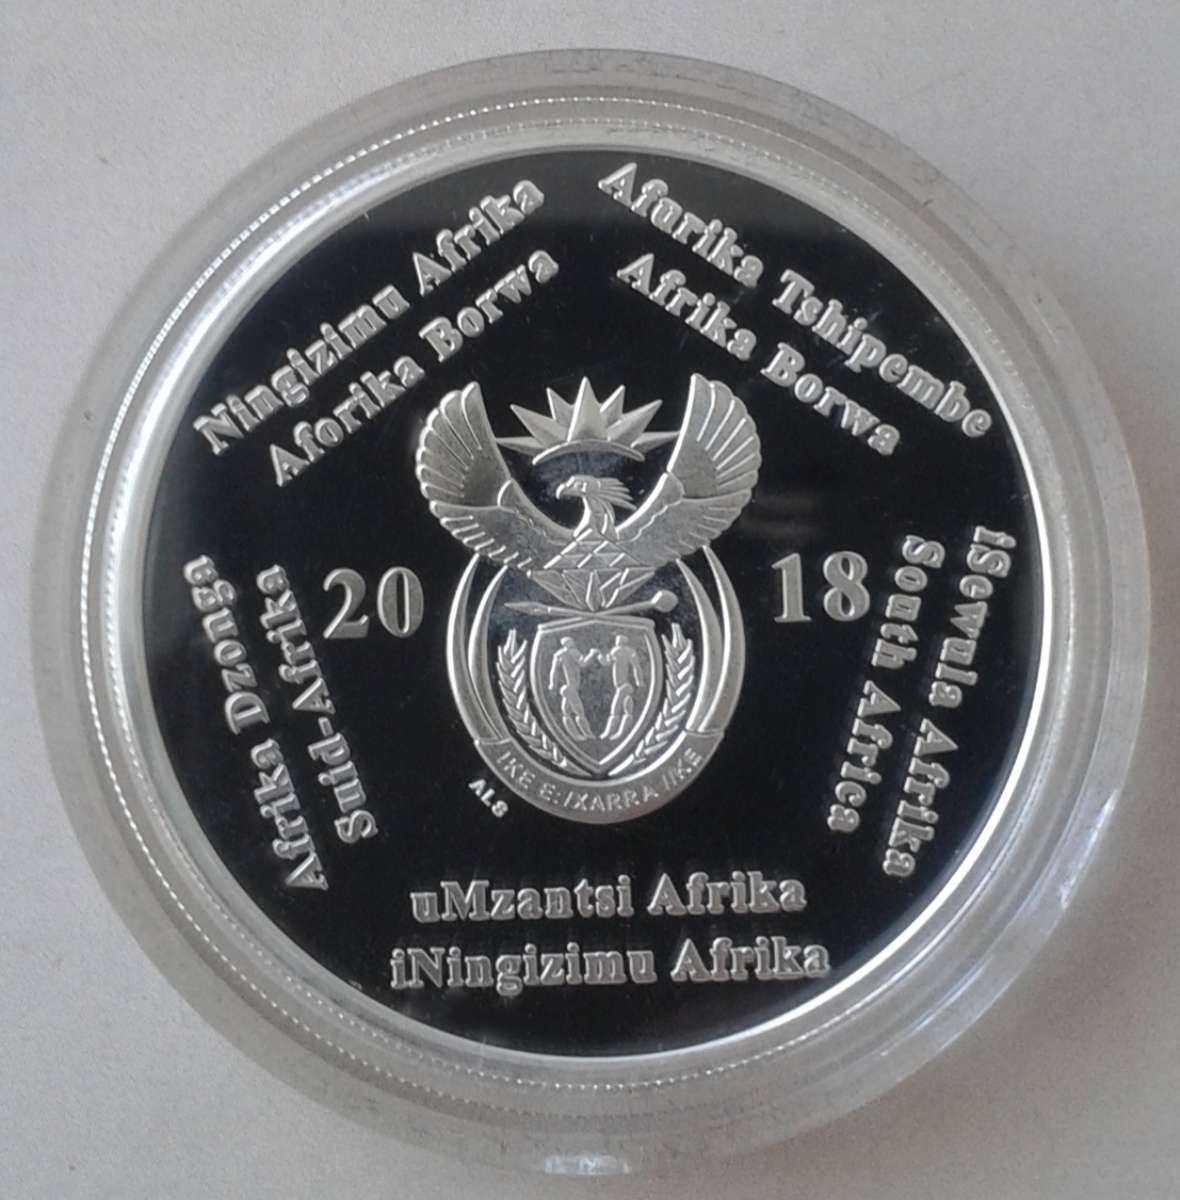 Ningizimu Afrika
Aforika Borwa
Afurika Tshipembe
Afrika Borwa
iSewula Afrika
South Africa
uMzantsi Afrika
iNingizimu Afrika
Afrika Dzonga
Suid-Afrika
20 18
!KE E: /XARRA //KE
ALS